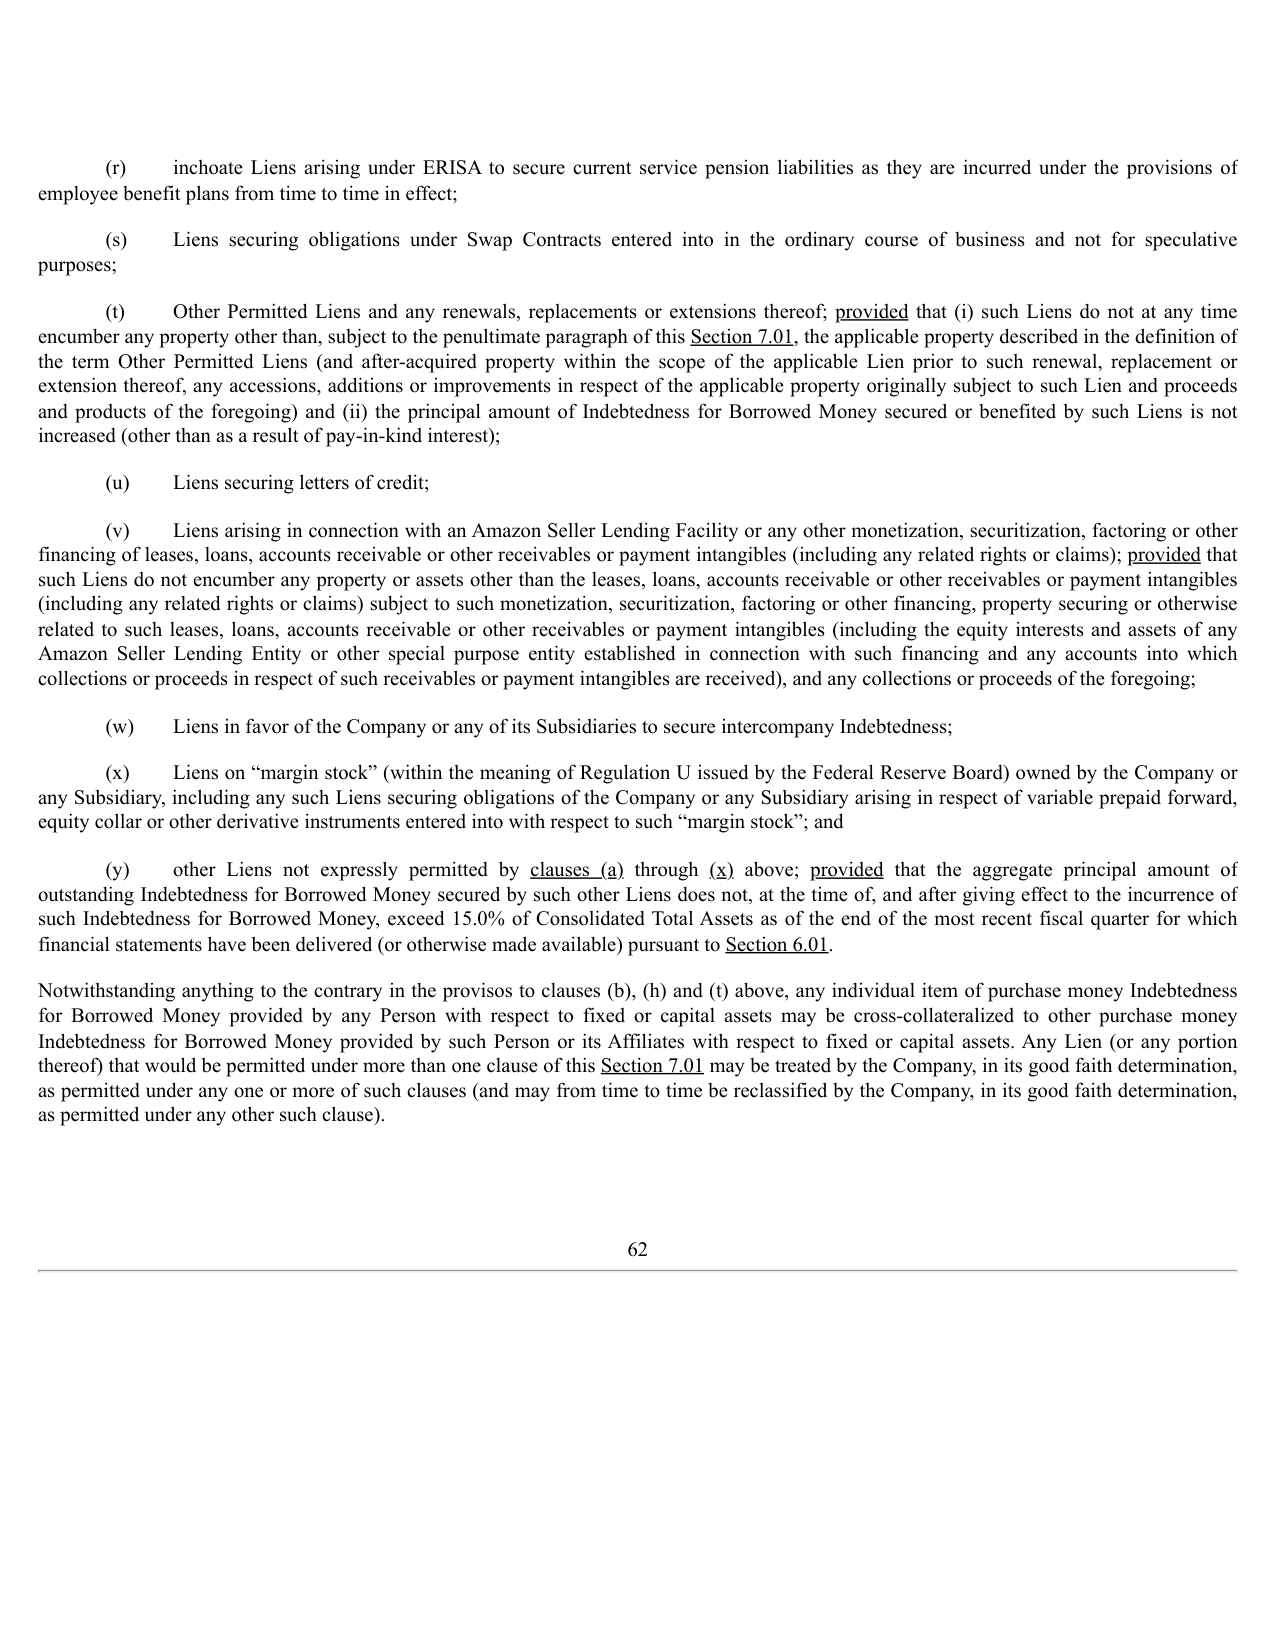 (r) inchoate Liens arising under ERISA to secure current service pension liabilities as they are incurred under the provisions of
employee benefit plans from time to time in effect;
(s) Liens securing obligations under Swap Contracts entered into in the ordinary course of business and not for speculative
purposes;
(t) Other Permitted Liens and any renewals, replacements or extensions thereof; provided that (i) such Liens do not at any time
encumber any property other than, subject to the penultimate paragraph of this Section 7.01, the applicable property described in the definition of
the term Other Permitted Liens (and after-acquired property within the scope of the applicable Lien prior to such renewal, replacement or
extension thereof, any accessions, additions or improvements in respect of the applicable property originally subject to such Lien and proceeds
and products of the foregoing) and (ii) the principal amount of Indebtedness for Borrowed Money secured or benefited by such Liens is not
increased (other than as a result of pay-in-kind interest);
(u) Liens securing letters of credit;
(v) Liens arising in connection with an Amazon Seller Lending Facility or any other monetization, securitization, factoring or other
financing of leases, loans, accounts receivable or other receivables or payment intangibles (including any related rights or claims); provided that
such Liens do not encumber any property or assets other than the leases, loans, accounts receivable or other receivables or payment intangibles
(including any related rights or claims) subject to such monetization, securitization, factoring or other financing, property securing or otherwise
related to such leases, loans, accounts receivable or other receivables or payment intangibles (including the equity interests and assets of any
Amazon Seller Lending Entity or other special purpose entity established in connection with such financing and any accounts into which
collections or proceeds in respect of such receivables or payment intangibles are received), and any collections or proceeds of the foregoing;
(w) Liens in favor of the Company or any of its Subsidiaries to secure intercompany Indebtedness;
(x) Liens on “margin stock” (within the meaning of Regulation U issued by the Federal Reserve Board) owned by the Company or
any Subsidiary, including any such Liens securing obligations of the Company or any Subsidiary arising in respect of variable prepaid forward,
equity collar or other derivative instruments entered into with respect to such “margin stock”; and
(y) other Liens not expressly permitted by clauses (a) through (x) above; provided that the aggregate principal amount of
outstanding Indebtedness for Borrowed Money secured by such other Liens does not, at the time of, and after giving effect to the incurrence of
such Indebtedness for Borrowed Money, exceed 15.0% of Consolidated Total Assets as of the end of the most recent fiscal quarter for which
financial statements have been delivered (or otherwise made available) pursuant to Section 6.01.
Notwithstanding anything to the contrary in the provisos to clauses (b), (h) and (t) above, any individual item of purchase money Indebtedness
for Borrowed Money provided by any Person with respect to fixed or capital assets may be cross-collateralized to other purchase money
Indebtedness for Borrowed Money provided by such Person or its Affiliates with respect to fixed or capital assets. Any Lien (or any portion
thereof) that would be permitted under more than one clause of this Section 7.01 may be treated by the Company, in its good faith determination,
as permitted under any one or more of such clauses (and may from time to time be reclassified by the Company, in its good faith determination,
as permitted under any other such clause).
62